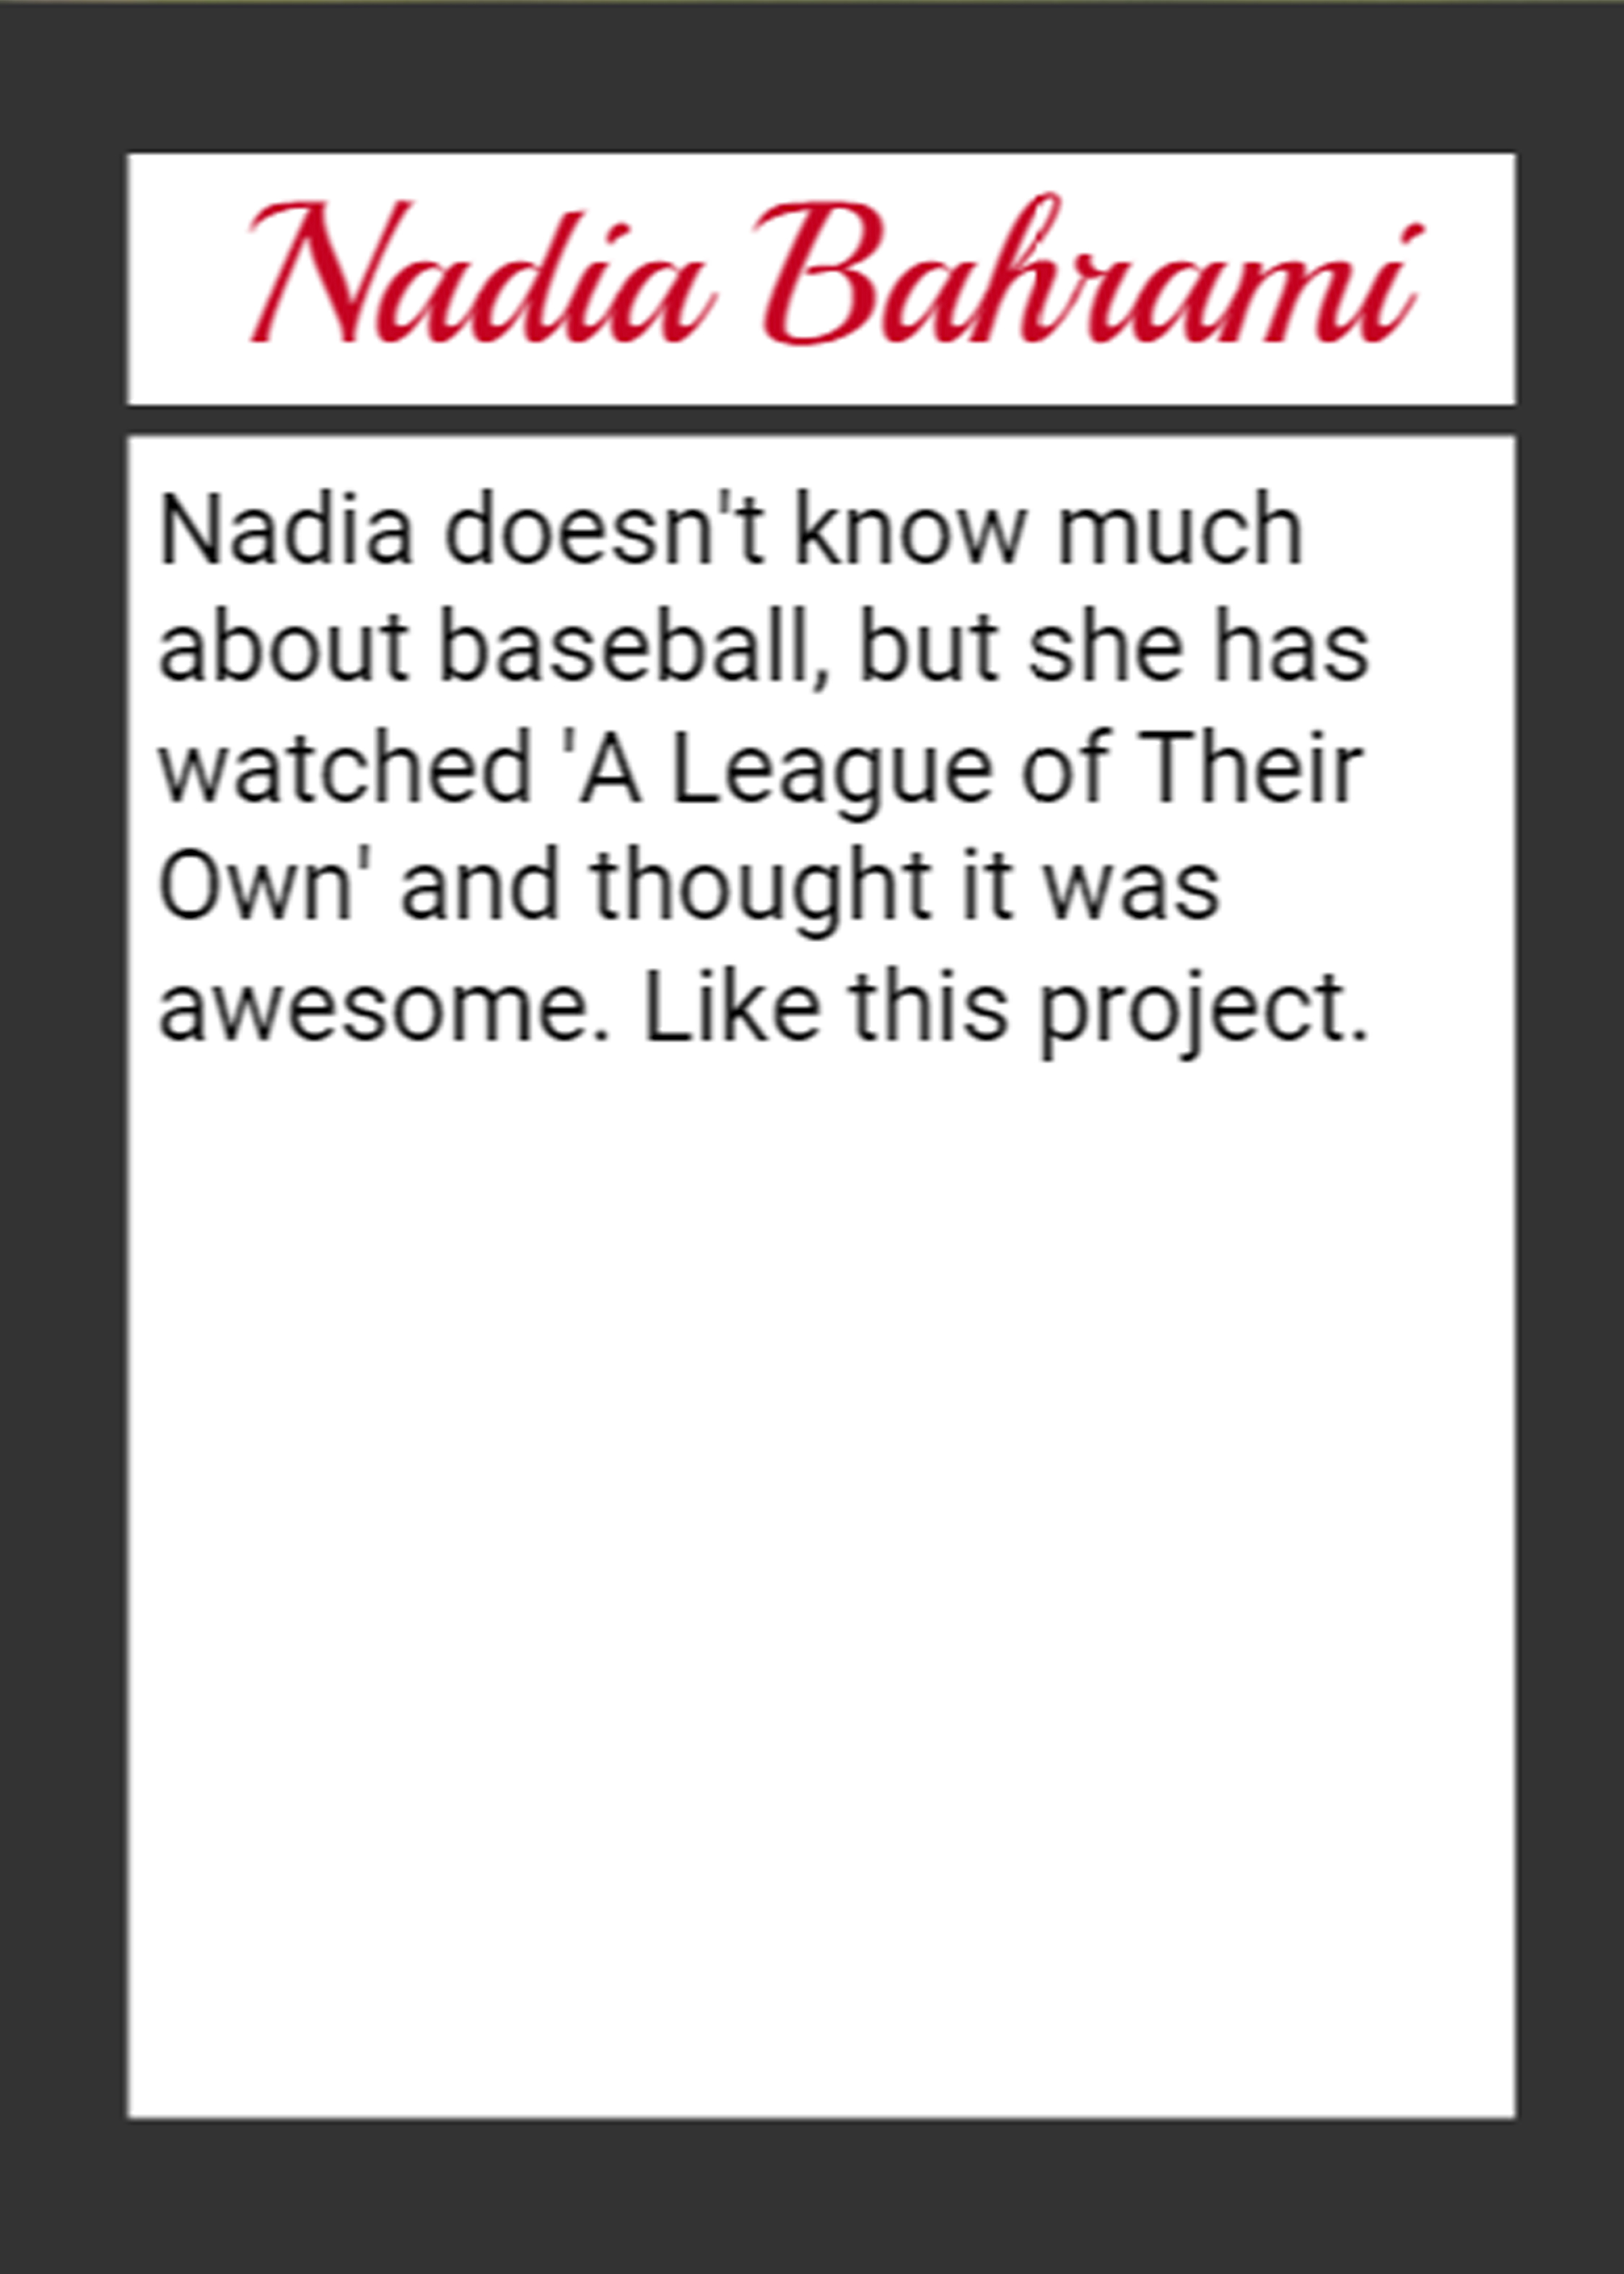 Nadia Bahrami
Nadia doesn't know much
about baseball, but she has
watched 'A League of Their
Own' and thought it was
awesome. Like this project.